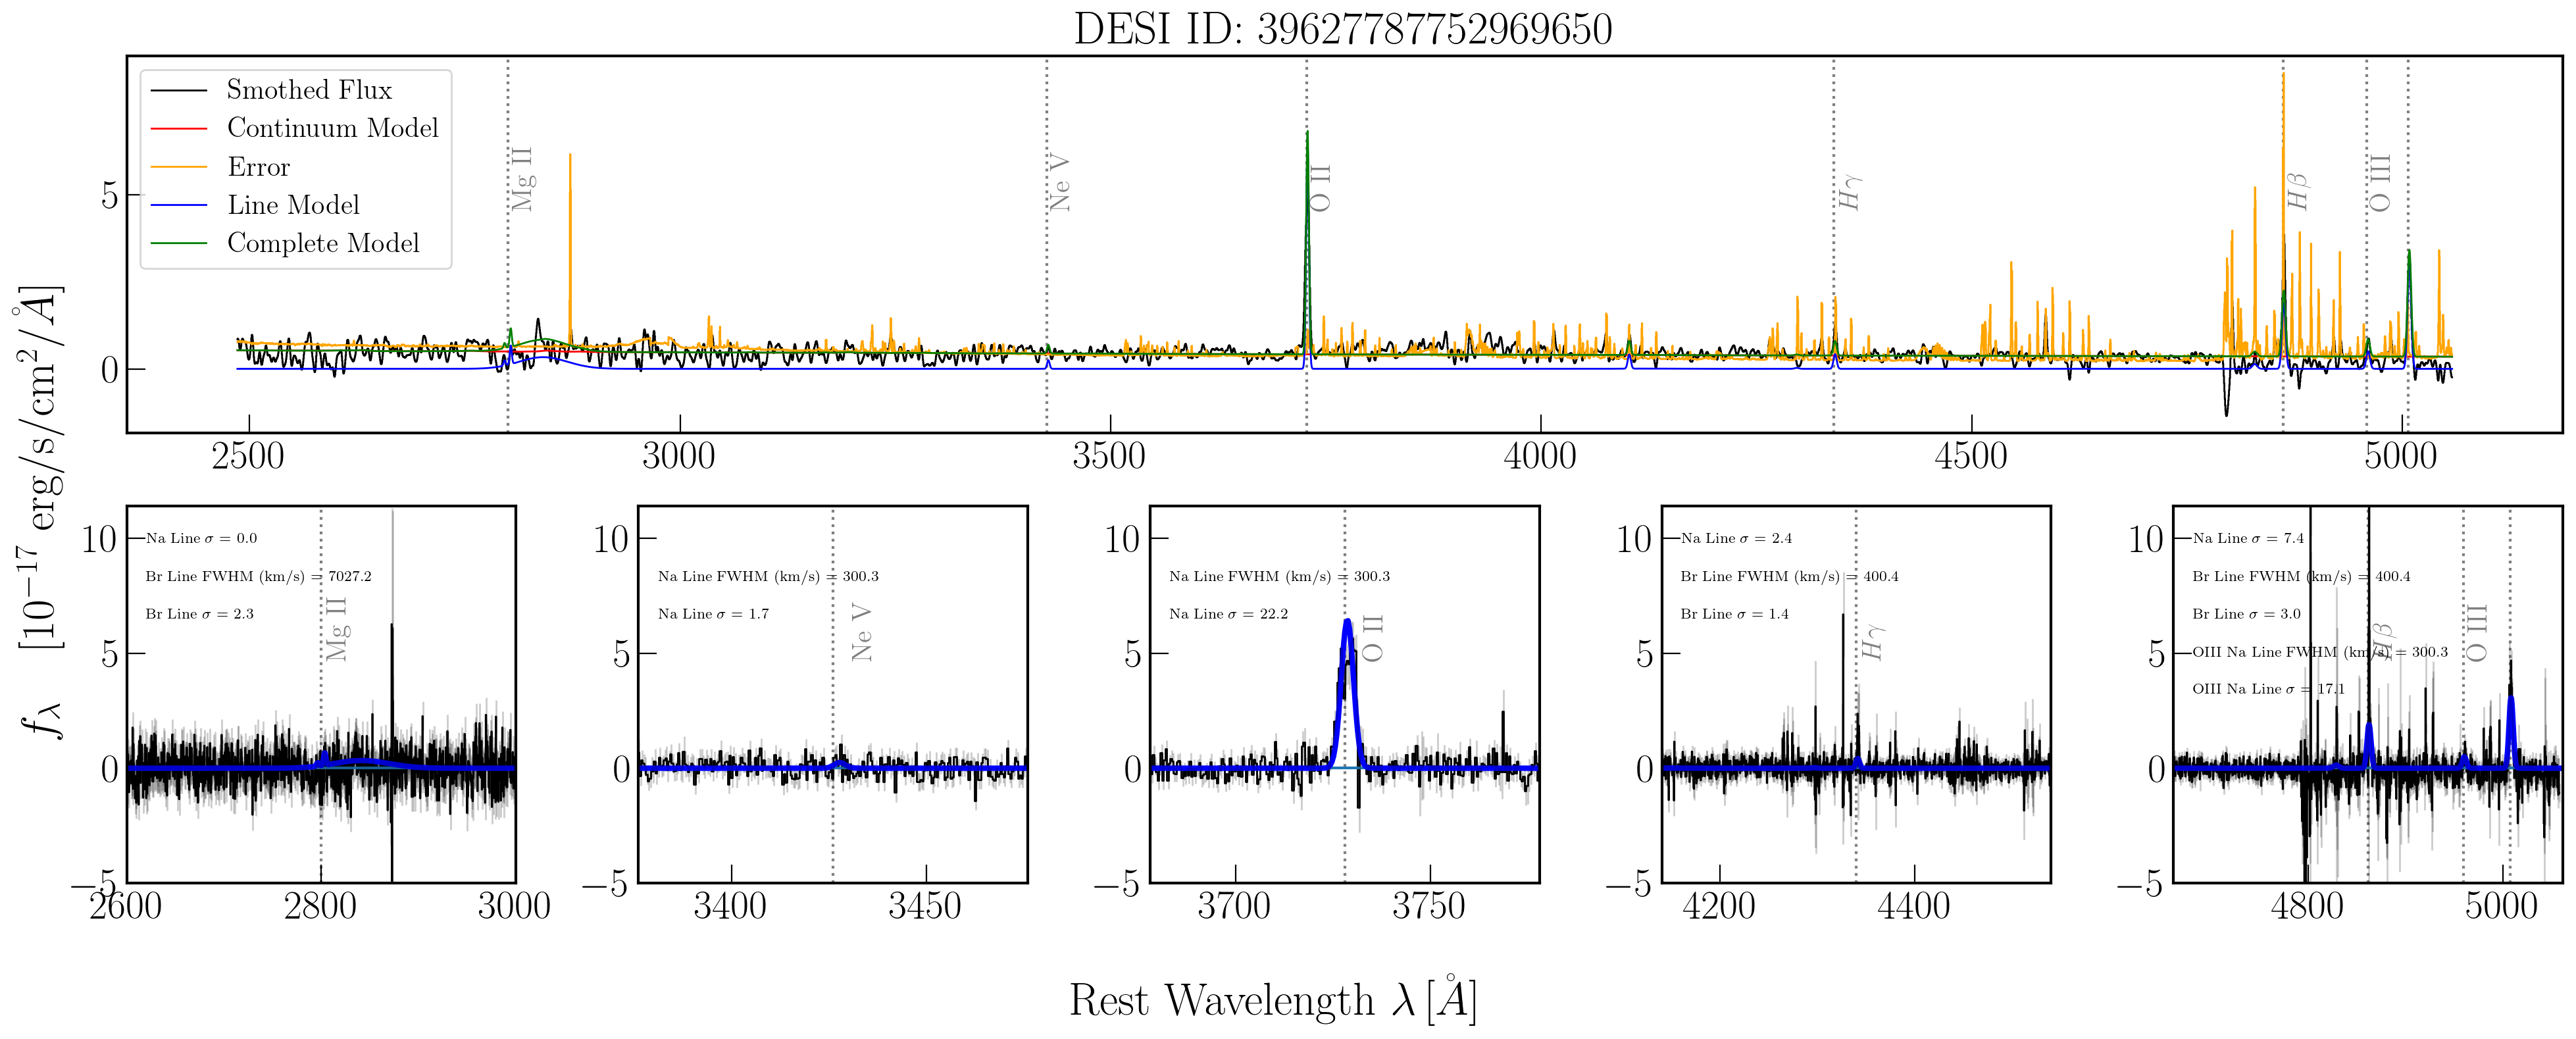 DESI ID: 39627787752969650
Smothed Flux
Continuum Model
Error
Line Model
Complete Model
Mg II
Ne V
O II
Hγ
Hβ
O III
5
0
2500 3000 3500 4000 4500 5000
fλ [10⁻¹⁷ erg/s/cm²/Å]
10
5
0
−5
Na Line σ = 0.0
Br Line FWHM (km/s) = 7027.2
Br Line σ = 2.3
Mg II
2600 2800 3000
10
5
0
−5
Na Line FWHM (km/s) = 300.3
Na Line σ = 1.7
Ne V
3400 3450
10
5
0
−5
Na Line FWHM (km/s) = 300.3
Na Line σ = 22.2
O II
3700 3750
10
5
0
−5
Na Line σ = 2.4
Br Line FWHM (km/s) = 400.4
Br Line σ = 1.4
Hγ
4200 4400
10
5
0
−5
Na Line σ = 7.4
Br Line FWHM (km/s) = 400.4
Br Line σ = 3.0
OIII Na Line FWHM (km/s) = 300.3
OIII Na Line σ = 17.1
Hβ
O III
4800 5000
Rest Wavelength λ [Å]